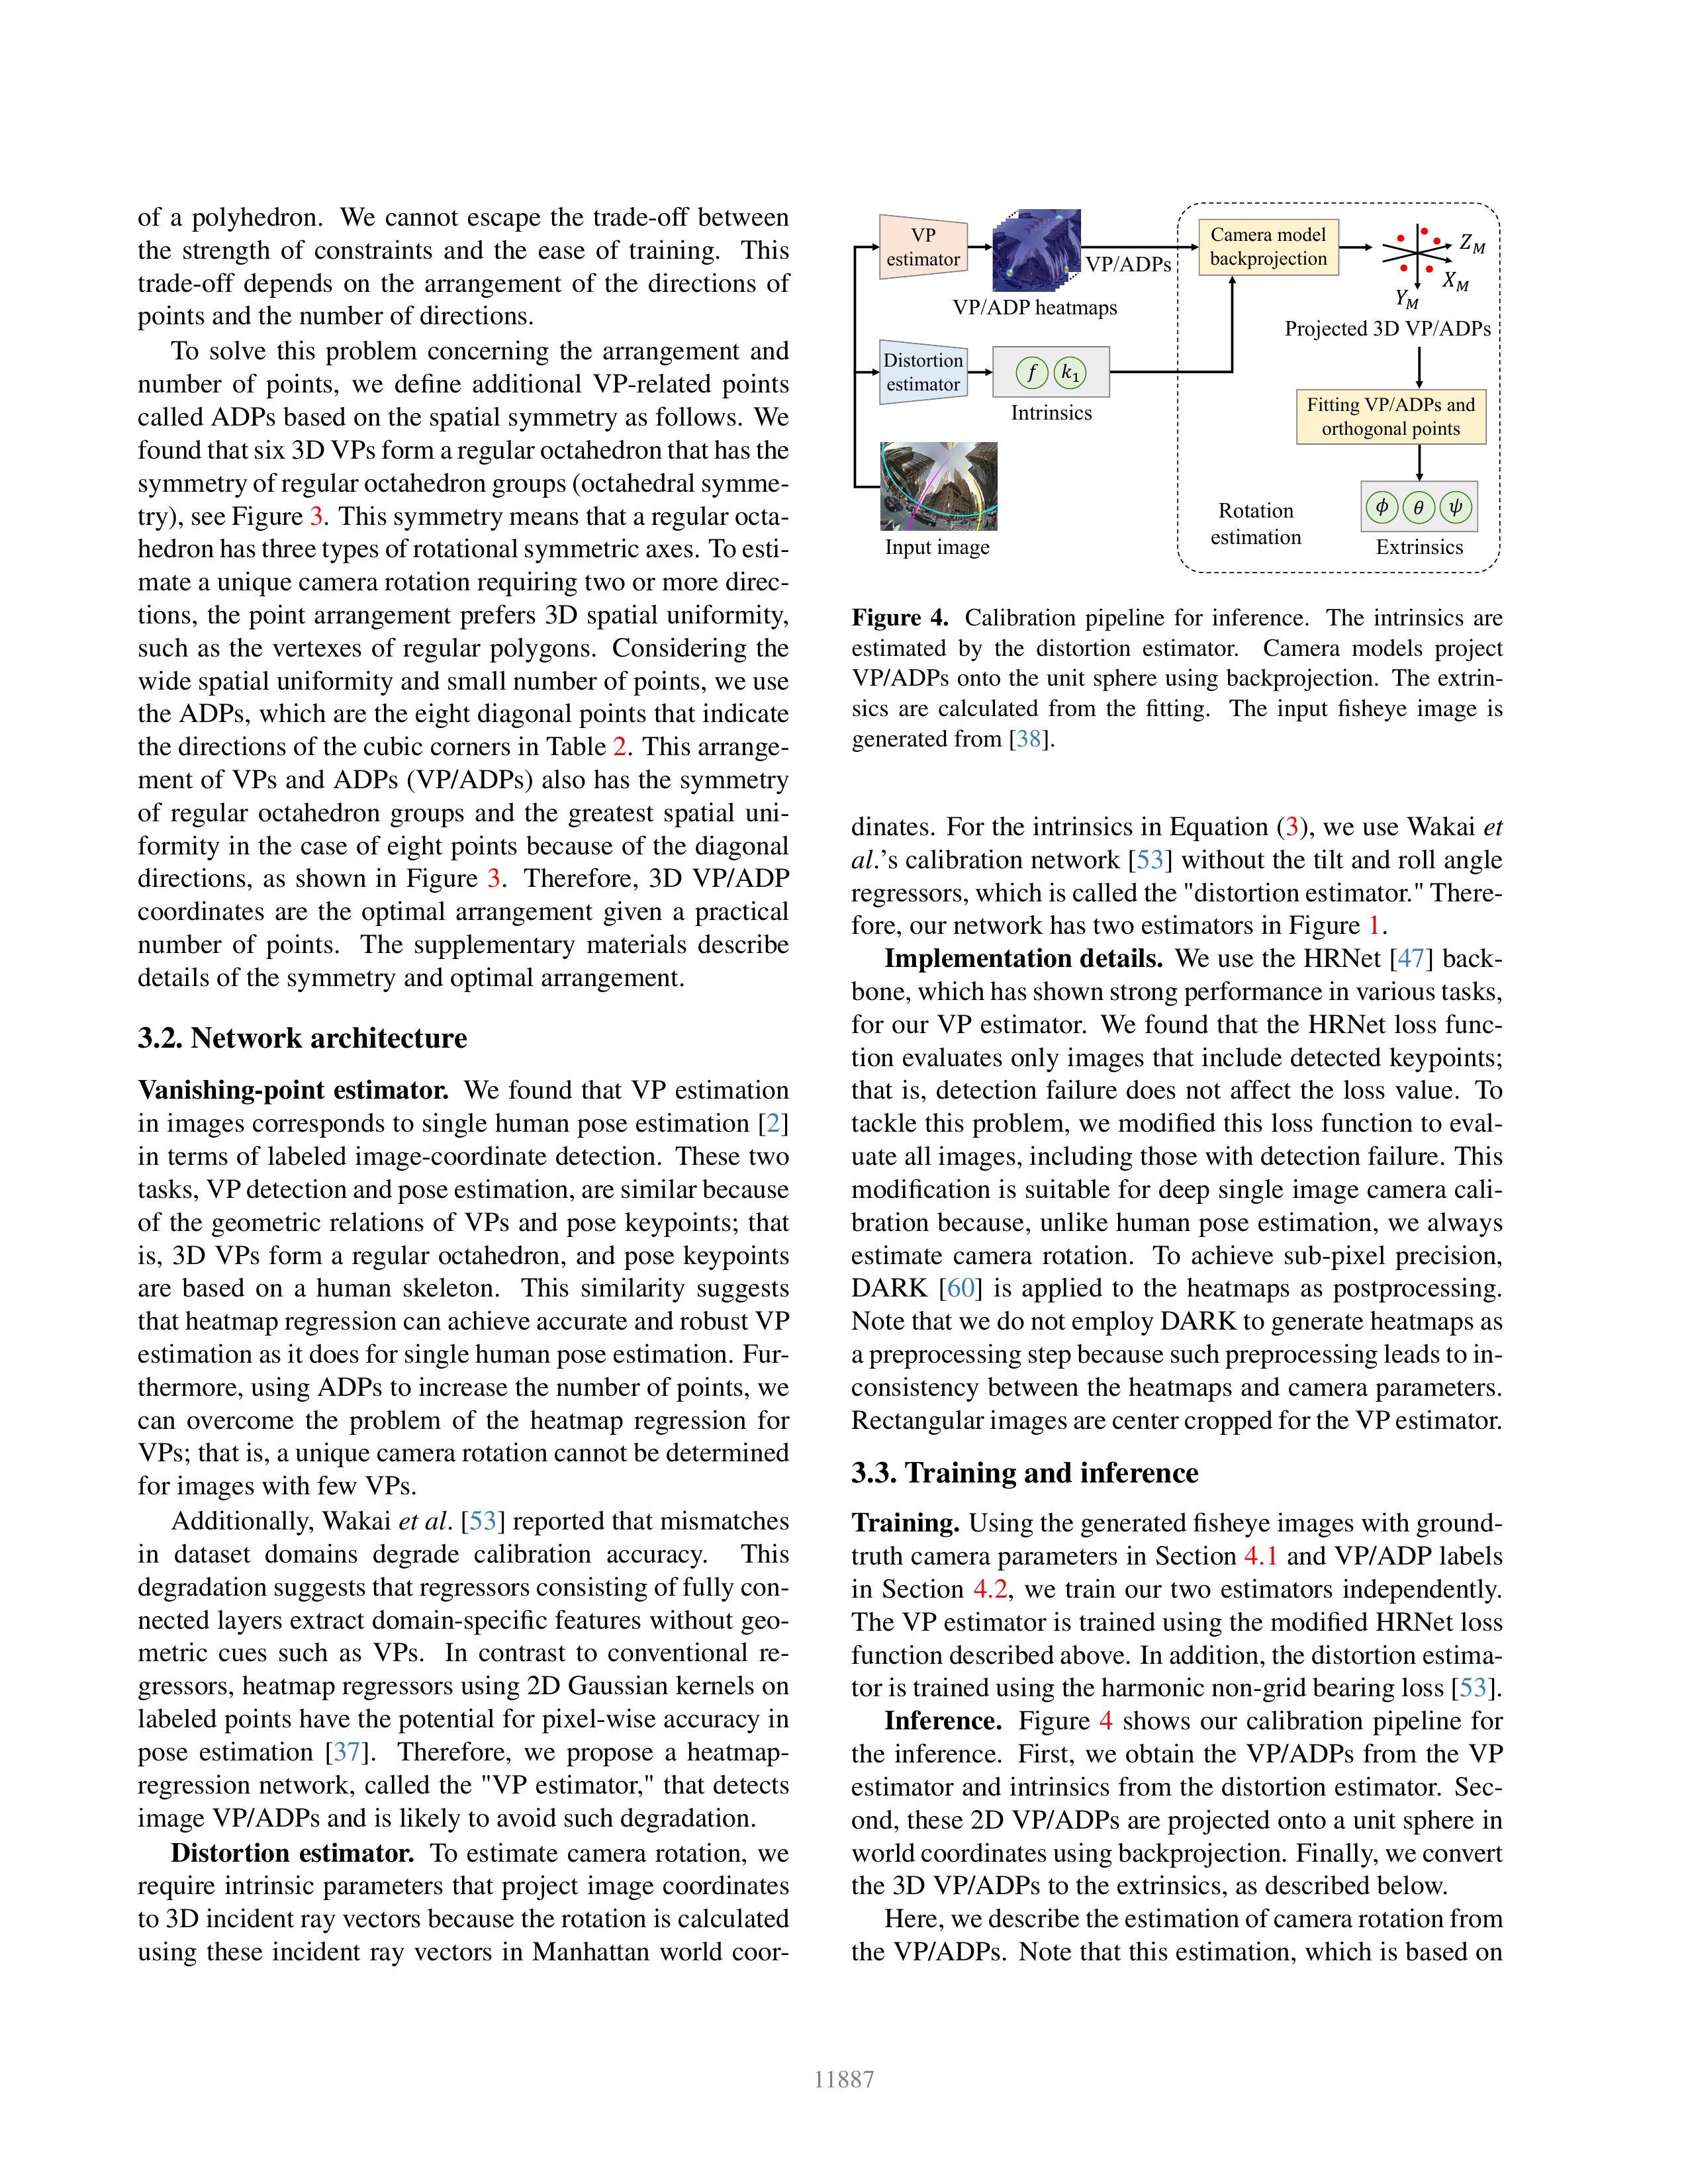 of a polyhedron. We cannot escape the trade-off between
the strength of constraints and the ease of training. This
trade-off depends on the arrangement of the directions of
points and the number of directions.
To solve this problem concerning the arrangement and
number of points, we define additional VP-related points
called ADPs based on the spatial symmetry as follows. We
found that six 3D VPs form a regular octahedron that has the
symmetry of regular octahedron groups (octahedral symme-
try), see Figure 3. This symmetry means that a regular octa-
hedron has three types of rotational symmetric axes. To esti-
mate a unique camera rotation requiring two or more direc-
tions, the point arrangement prefers 3D spatial uniformity,
such as the vertexes of regular polygons. Considering the
wide spatial uniformity and small number of points, we use
the ADPs, which are the eight diagonal points that indicate
the directions of the cubic corners in Table 2. This arrange-
ment of VPs and ADPs (VP/ADPs) also has the symmetry
of regular octahedron groups and the greatest spatial uni-
formity in the case of eight points because of the diagonal
directions, as shown in Figure 3. Therefore, 3D VP/ADP
coordinates are the optimal arrangement given a practical
number of points. The supplementary materials describe
details of the symmetry and optimal arrangement.
3.2. Network architecture
Vanishing-point estimator. We found that VP estimation
in images corresponds to single human pose estimation [2]
in terms of labeled image-coordinate detection. These two
tasks, VP detection and pose estimation, are similar because
of the geometric relations of VPs and pose keypoints; that
is, 3D VPs form a regular octahedron, and pose keypoints
are based on a human skeleton. This similarity suggests
that heatmap regression can achieve accurate and robust VP
estimation as it does for single human pose estimation. Fur-
thermore, using ADPs to increase the number of points, we
can overcome the problem of the heatmap regression for
VPs; that is, a unique camera rotation cannot be determined
for images with few VPs.
Additionally, Wakai et al. [53] reported that mismatches
in dataset domains degrade calibration accuracy. This
degradation suggests that regressors consisting of fully con-
nected layers extract domain-specific features without geo-
metric cues such as VPs. In contrast to conventional re-
gressors, heatmap regressors using 2D Gaussian kernels on
labeled points have the potential for pixel-wise accuracy in
pose estimation [37]. Therefore, we propose a heatmap-
regression network, called the "VP estimator," that detects
image VP/ADPs and is likely to avoid such degradation.
Distortion estimator. To estimate camera rotation, we
require intrinsic parameters that project image coordinates
to 3D incident ray vectors because the rotation is calculated
using these incident ray vectors in Manhattan world coor-
VP
estimator
VP/ADPs
VP/ADP heatmaps
Camera model
backprojection
Z_M
X_M
Y_M
Projected 3D VP/ADPs
Distortion
estimator
f k₁
Intrinsics
Fitting VP/ADPs and
orthogonal points
Input image
Rotation
estimation
ϕ θ ψ
Extrinsics
Figure 4. Calibration pipeline for inference. The intrinsics are
estimated by the distortion estimator. Camera models project
VP/ADPs onto the unit sphere using backprojection. The extrin-
sics are calculated from the fitting. The input fisheye image is
generated from [38].
dinates. For the intrinsics in Equation (3), we use Wakai et
al.'s calibration network [53] without the tilt and roll angle
regressors, which is called the "distortion estimator." There-
fore, our network has two estimators in Figure 1.
Implementation details. We use the HRNet [47] back-
bone, which has shown strong performance in various tasks,
for our VP estimator. We found that the HRNet loss func-
tion evaluates only images that include detected keypoints;
that is, detection failure does not affect the loss value. To
tackle this problem, we modified this loss function to eval-
uate all images, including those with detection failure. This
modification is suitable for deep single image camera cali-
bration because, unlike human pose estimation, we always
estimate camera rotation. To achieve sub-pixel precision,
DARK [60] is applied to the heatmaps as postprocessing.
Note that we do not employ DARK to generate heatmaps as
a preprocessing step because such preprocessing leads to in-
consistency between the heatmaps and camera parameters.
Rectangular images are center cropped for the VP estimator.
3.3. Training and inference
Training. Using the generated fisheye images with ground-
truth camera parameters in Section 4.1 and VP/ADP labels
in Section 4.2, we train our two estimators independently.
The VP estimator is trained using the modified HRNet loss
function described above. In addition, the distortion estima-
tor is trained using the harmonic non-grid bearing loss [53].
Inference. Figure 4 shows our calibration pipeline for
the inference. First, we obtain the VP/ADPs from the VP
estimator and intrinsics from the distortion estimator. Sec-
ond, these 2D VP/ADPs are projected onto a unit sphere in
world coordinates using backprojection. Finally, we convert
the 3D VP/ADPs to the extrinsics, as described below.
Here, we describe the estimation of camera rotation from
the VP/ADPs. Note that this estimation, which is based on
11887